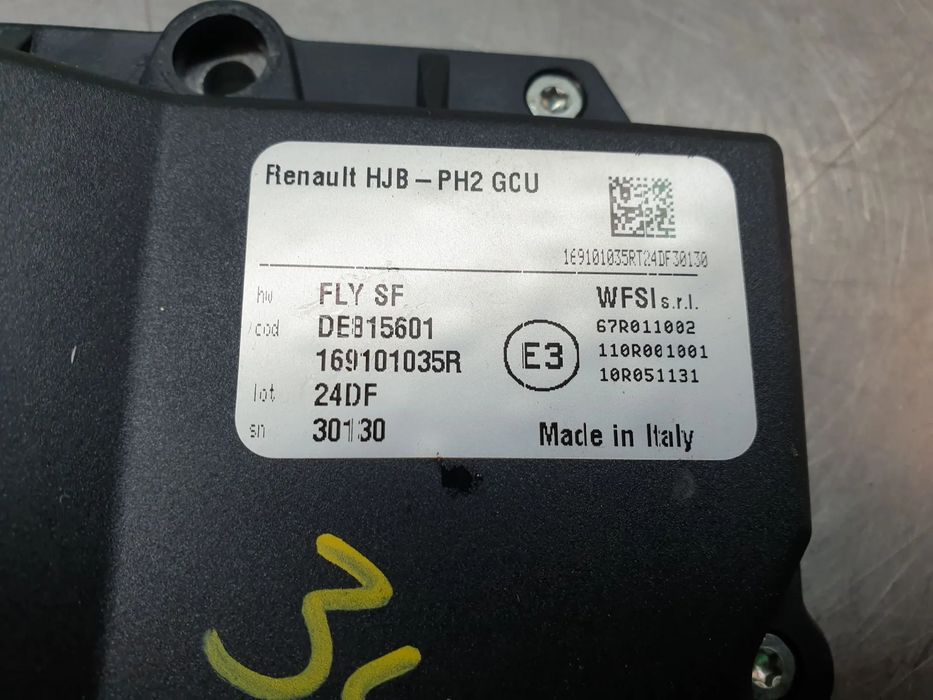 Renault HJB - PH2 GCU
169101035RT24DF30130
hw FLY SF
cod DE815601
169101035R
lot 24DF
sn 30130
WFSI s.r.l.
E3
67R011002
110R001001
10R051131
Made in Italy